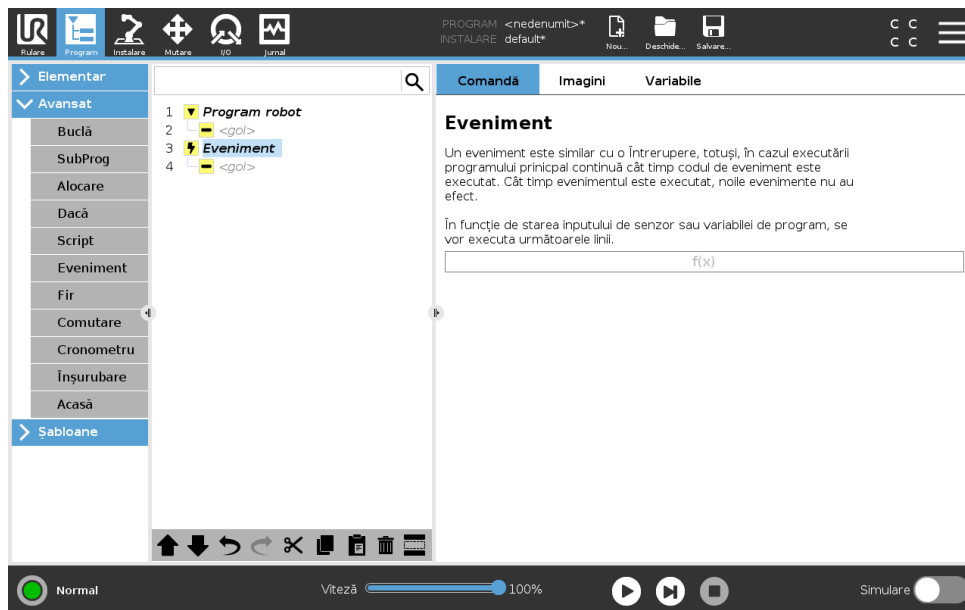 PROGRAM <nedenumit>*
INSTALARE default*
Rulare
Program
Instalare
Mutare
I/O
Jurnal
Nou...
Deschide...
Salvare...
C C
C C
Elementar
Avansat
Buclă
SubProg
Alocare
Dacă
Script
Eveniment
Fir
Comutare
Cronometru
Înșurubare
Acasă
Șabloane
1 Program robot
2 <gol>
3 Eveniment
4 <gol>
Comandă
Imagini
Variabile
Eveniment
Un eveniment este similar cu o Întrerupere, totuși, în cazul executării
programului prinicpal continuă cât timp codul de eveniment este
executat. Cât timp evenimentul este executat, noile evenimente nu au
efect.
În funcție de starea inputului de senzor sau variabilei de program, se
vor executa următoarele linii.
f(x)
Normal
Viteză
100%
Simulare